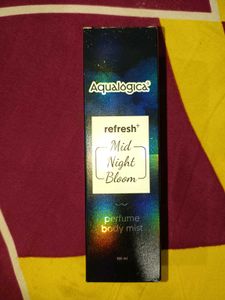 Aqualogica®
refresh+
Mid
Night
Bloom
perfume
body mist